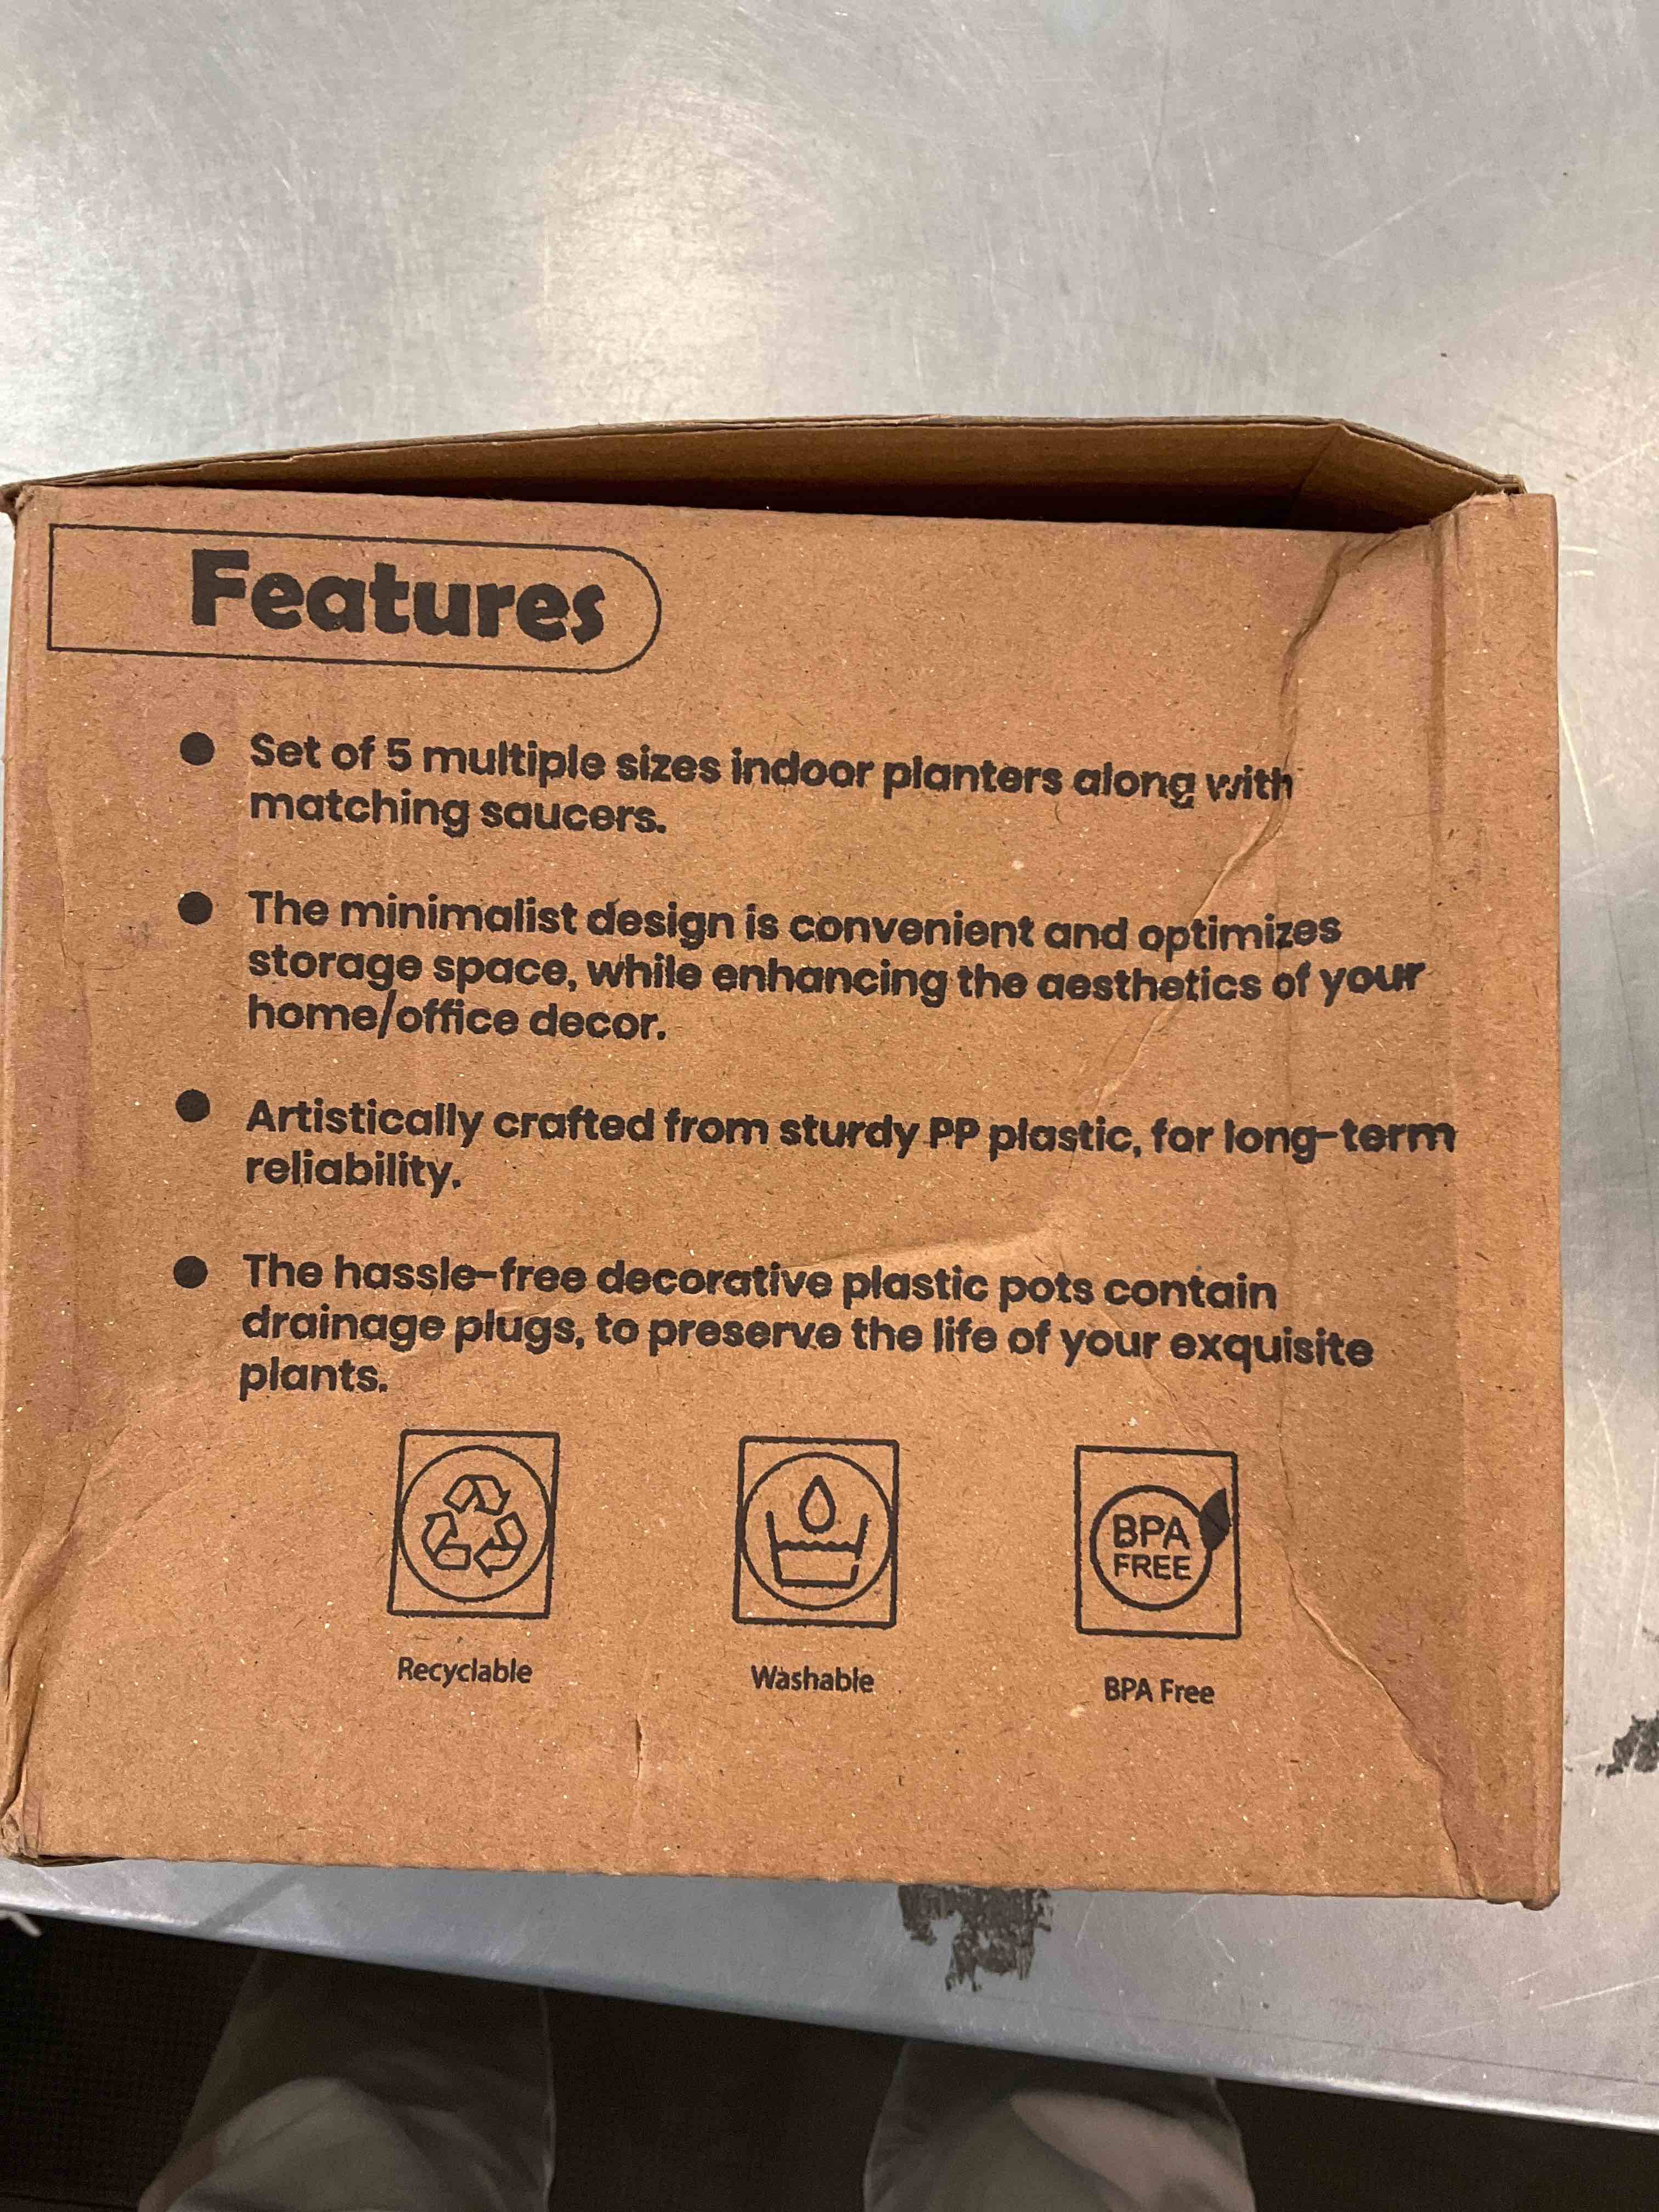 Features
● Set of 5 multiple sizes indoor planters along with
matching saucers.
● The minimalist design is convenient and optimizes
storage space, while enhancing the aesthetics of your
home/office decor.
● Artistically crafted from sturdy PP plastic, for long-term
reliability.
● The hassle-free decorative plastic pots contain
drainage plugs, to preserve the life of your exquisite
plants.
BPA
FREE
Recyclable Washable BPA Free